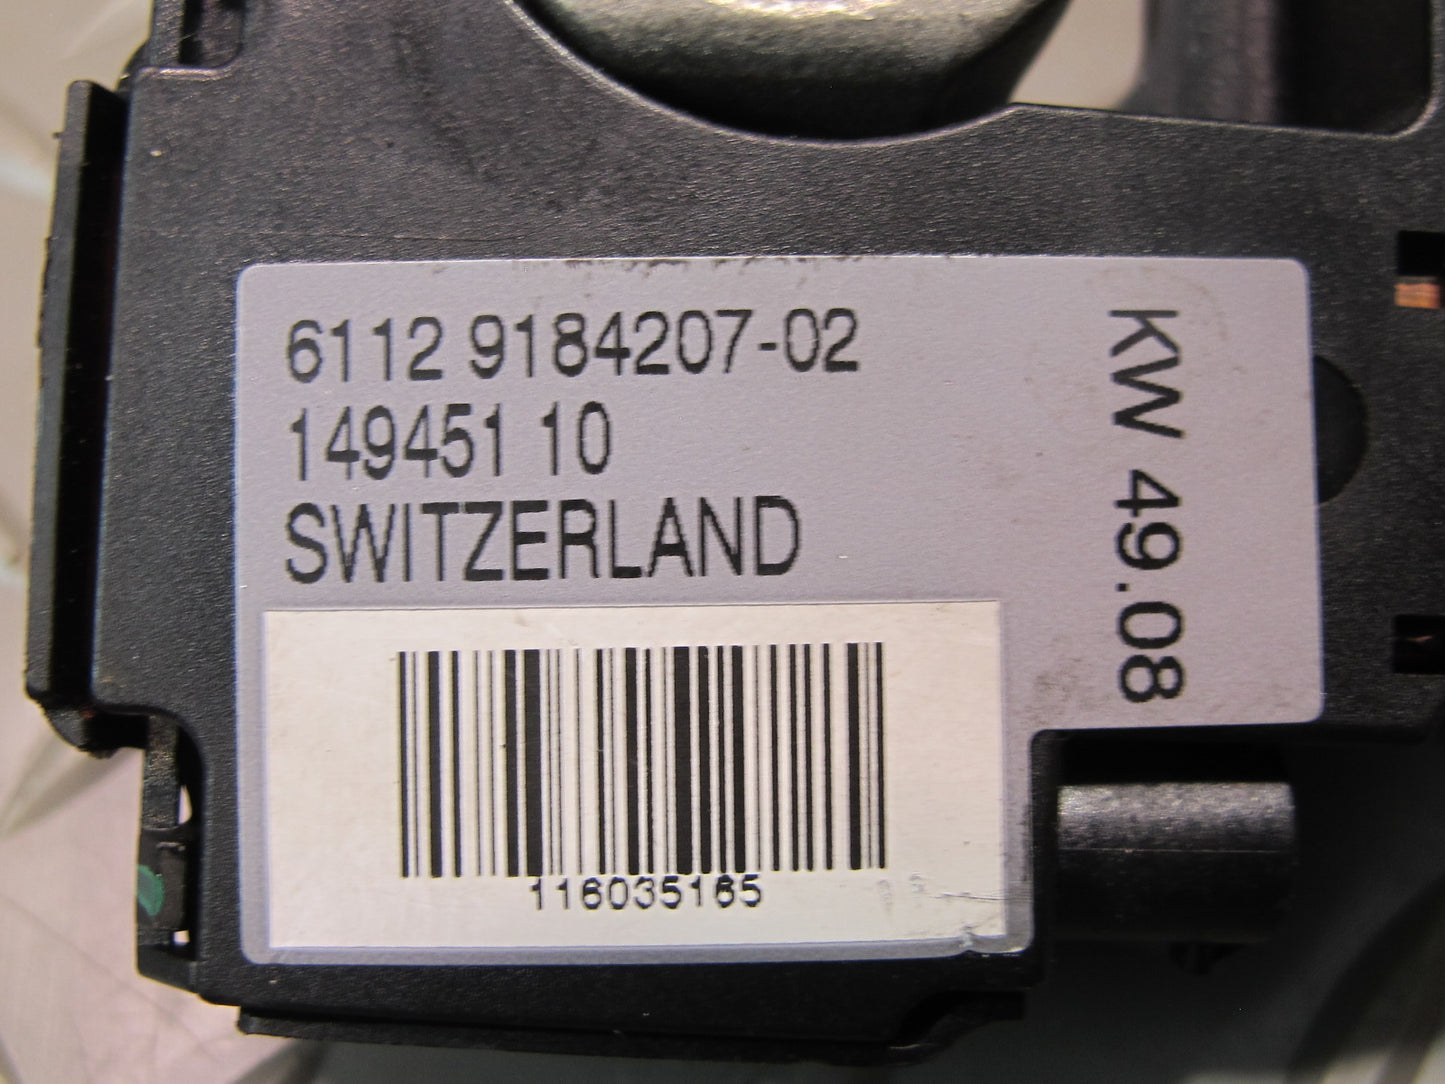 6112 9184207-02
149451 10
SWITZERLAND
KW 49.08
116035165